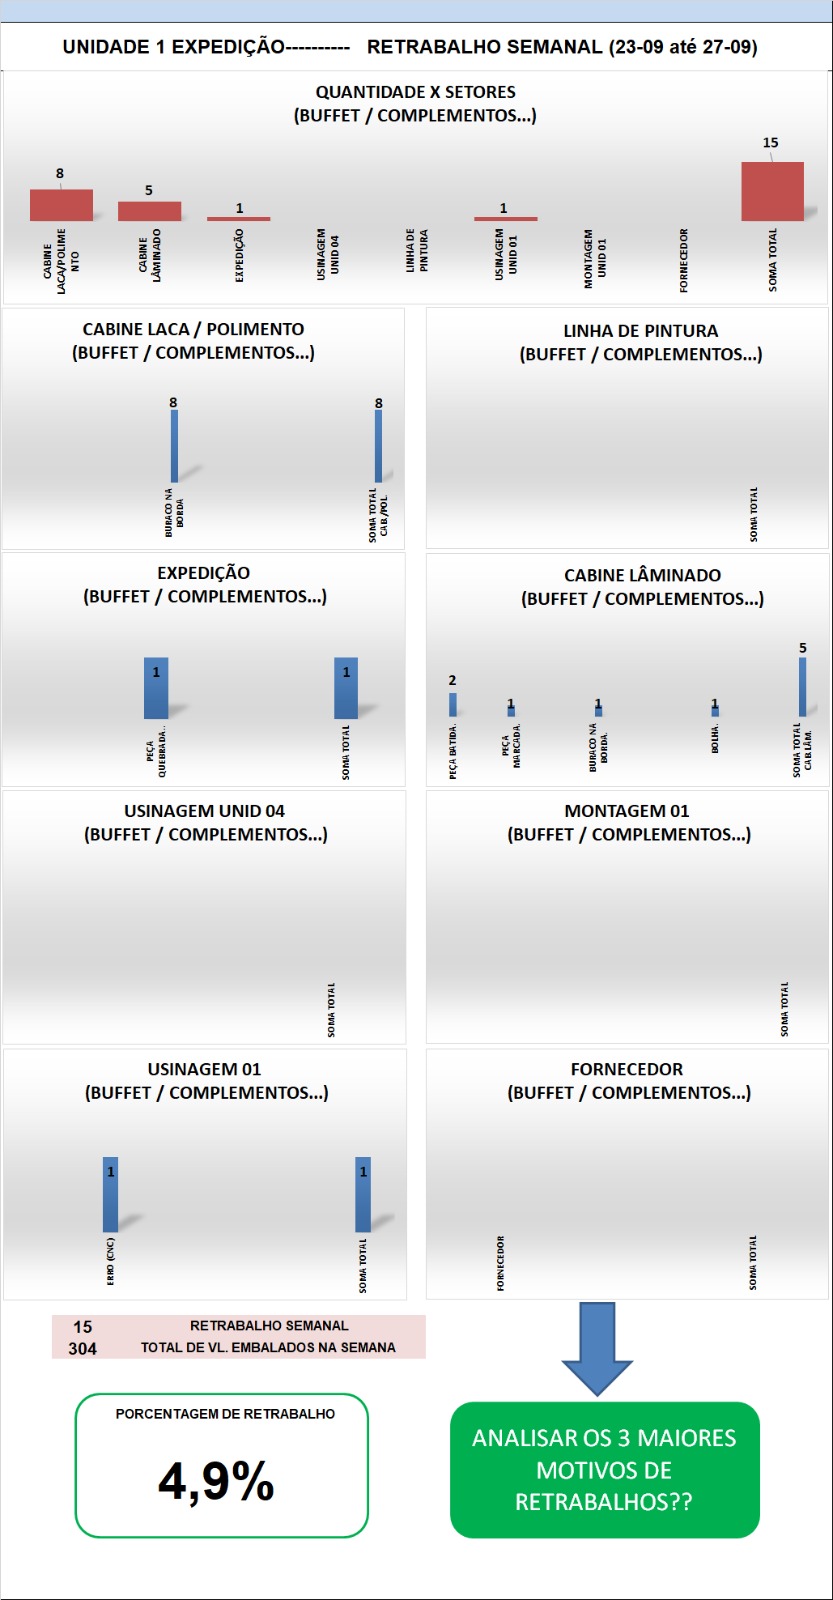 UNIDADE 1 EXPEDIÇÃO---------- RETRABALHO SEMANAL (23-09 até 27-09)
QUANTIDADE X SETORES
(BUFFET / COMPLEMENTOS...)
8
5
1
1
15
CABINE
LACA/POLIME
NTO
CABINE
LÂMINADO
EXPEDIÇÃO
USINAGEM
UNID 04
LINHA DE
PINTURA
USINAGEM
UNID 01
MONTAGEM
UNID 01
FORNECEDOR
SOMA TOTAL
CABINE LACA / POLIMENTO
(BUFFET / COMPLEMENTOS...)
8
8
BURACO NA
BORDA
SOMA TOTAL
CAB./POL.
LINHA DE PINTURA
(BUFFET / COMPLEMENTOS...)
SOMA TOTAL
EXPEDIÇÃO
(BUFFET / COMPLEMENTOS...)
1
1
PEÇA
QUEBRADA..
SOMA TOTAL
CABINE LÂMINADO
(BUFFET / COMPLEMENTOS...)
2
1
1
1
5
PEÇA BATIDA.
PEÇA
MARCADA.
BURACO NA
BORDA.
BOLHA.
SOMA TOTAL
CAB.LÂM.
USINAGEM UNID 04
(BUFFET / COMPLEMENTOS...)
SOMA TOTAL
MONTAGEM 01
(BUFFET / COMPLEMENTOS...)
SOMA TOTAL
USINAGEM 01
(BUFFET / COMPLEMENTOS...)
1
1
ERRO (CNC)
SOMA TOTAL
FORNECEDOR
(BUFFET / COMPLEMENTOS...)
FORNECEDOR
SOMA TOTAL
15 RETRABALHO SEMANAL
304 TOTAL DE VL. EMBALADOS NA SEMANA
PORCENTAGEM DE RETRABALHO
4,9%
ANALISAR OS 3 MAIORES
MOTIVOS DE
RETRABALHOS??